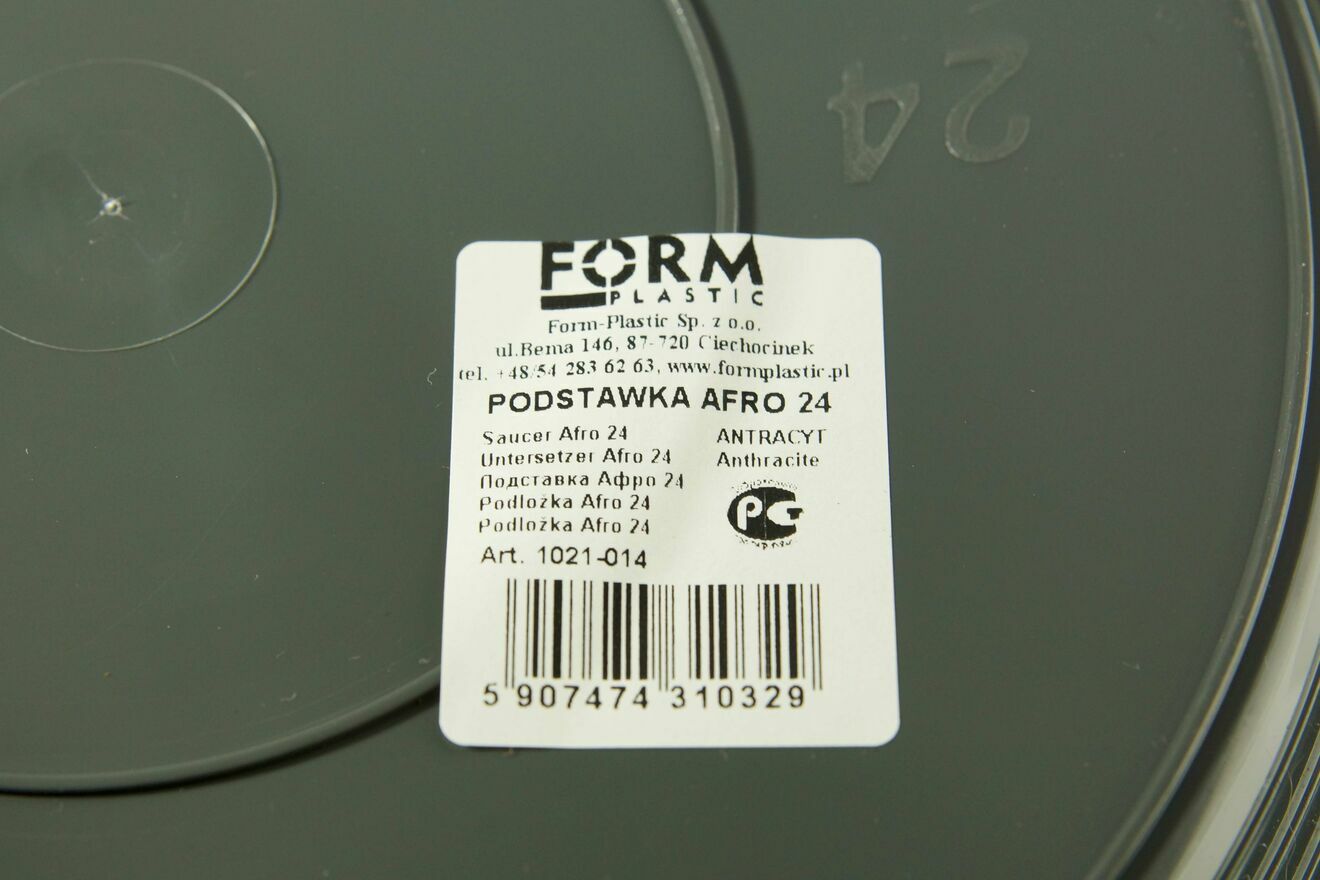 24
FORM
PLASTIC
Form-Plastic Sp. z o.o.
ul.Bema 146, 87-720 Ciechocinek
tel. +48/54 283 62 63, www.formplastic.pl
PODSTAWKA AFRO 24
Saucer Afro 24
Untersetzer Afro 24
Подставка Афро 24
Podložka Afro 24
Podložka Afro 24
ANTRACYT
Anthracite
Art. 1021-014
5 907474 310329